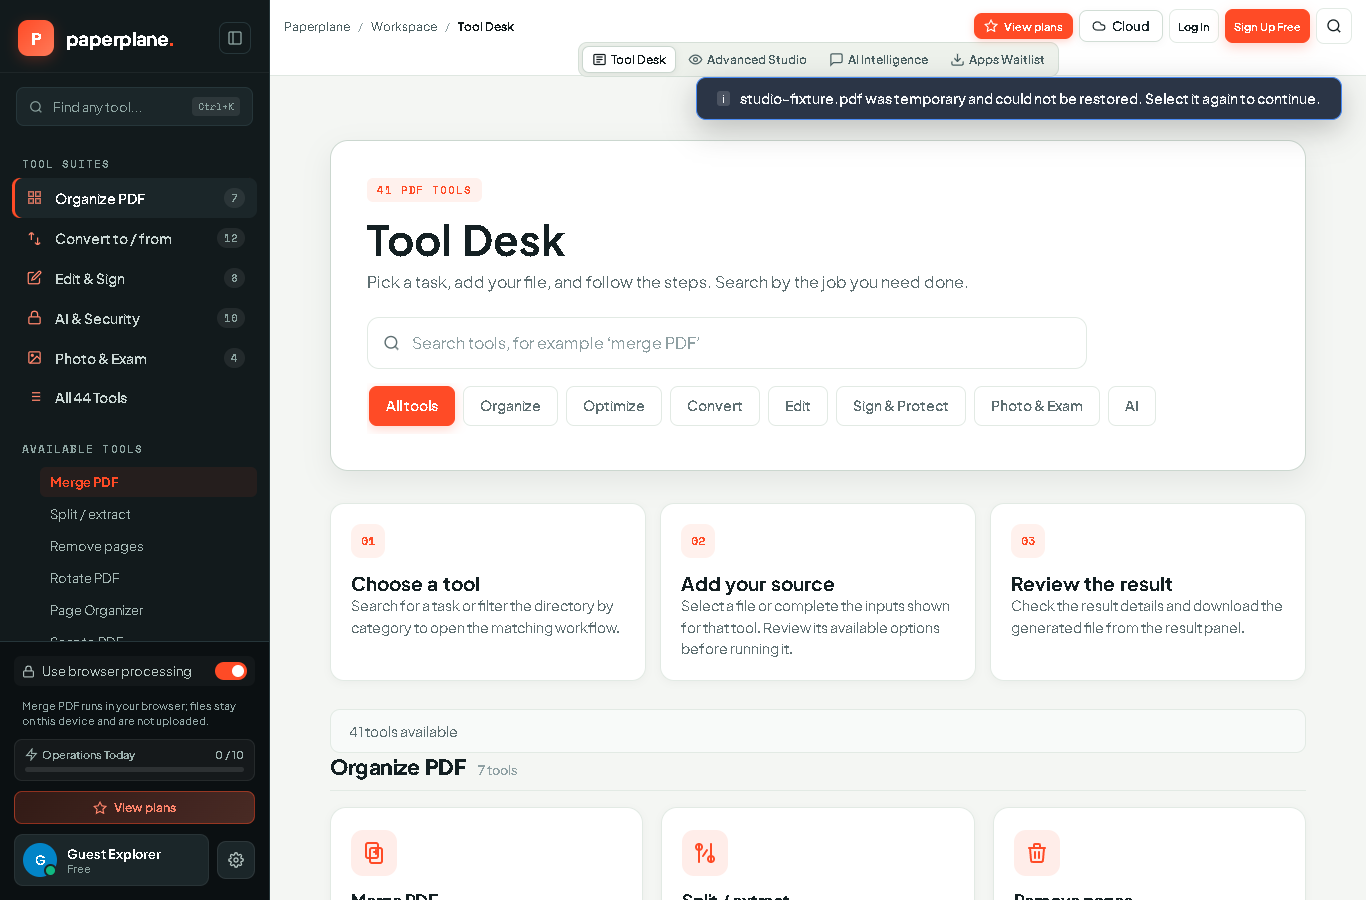 P paperplane.
Find any tool... Ctrl+K
TOOL SUITES
Organize PDF 7
Convert to / from 12
Edit & Sign 8
AI & Security 10
Photo & Exam 4
All 44 Tools
AVAILABLE TOOLS
Merge PDF
Split / extract
Remove pages
Rotate PDF
Page Organizer
Use browser processing
Merge PDF runs in your browser; files stay
on this device and are not uploaded.
Operations Today 0 / 10
View plans
G Guest Explorer
Free
Paperplane / Workspace / Tool Desk
View plans Cloud Log In Sign Up Free
Tool Desk Advanced Studio AI Intelligence Apps Waitlist
i studio-fixture.pdf was temporary and could not be restored. Select it again to continue.
41 PDF TOOLS
Tool Desk
Pick a task, add your file, and follow the steps. Search by the job you need done.
Search tools, for example ‘merge PDF’
All tools Organize Optimize Convert Edit Sign & Protect Photo & Exam AI
01
Choose a tool
Search for a task or filter the directory by
category to open the matching workflow.
02
Add your source
Select a file or complete the inputs shown
for that tool. Review its available options
before running it.
03
Review the result
Check the result details and download the
generated file from the result panel.
41 tools available
Organize PDF 7 tools
Merge PDF Split / extract Remove pages